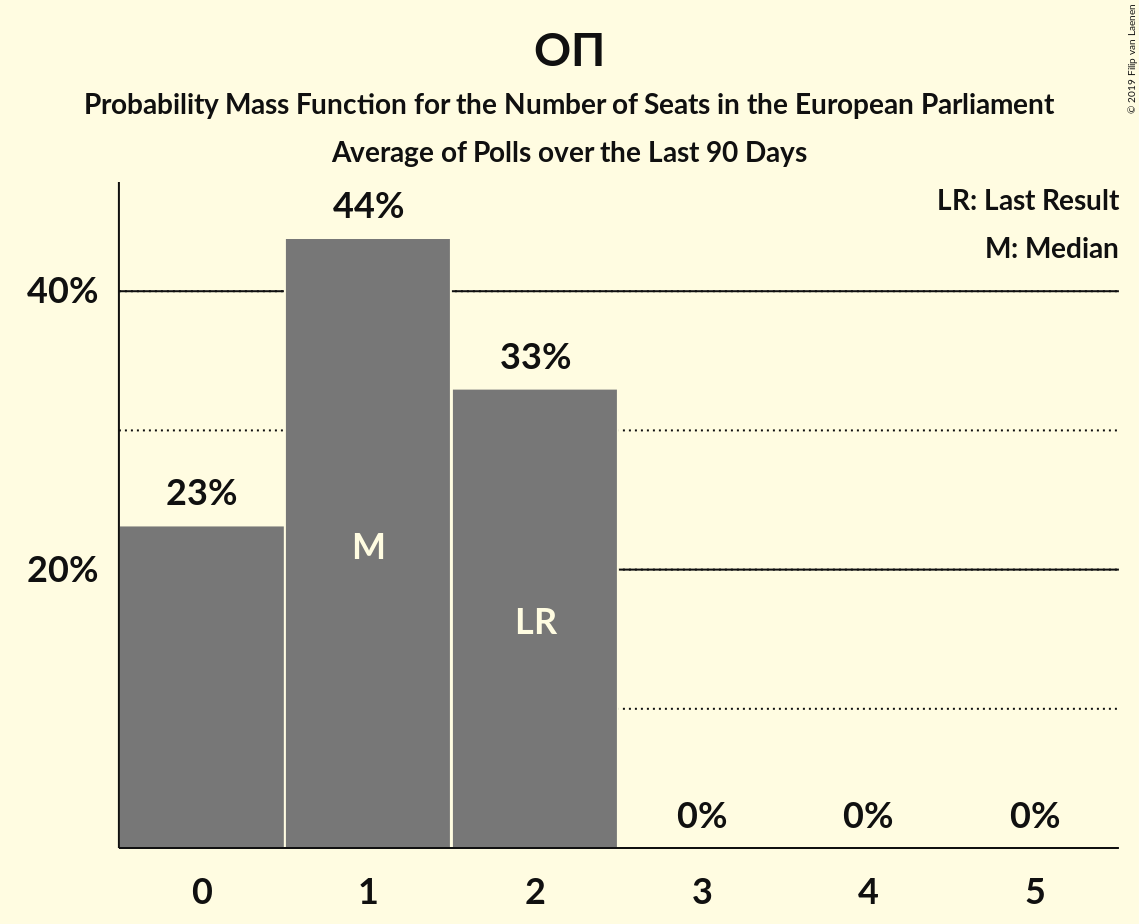 ОП
Probability Mass Function for the Number of Seats in the European Parliament
Average of Polls over the Last 90 Days
© 2019 Filip van Laenen
LR: Last Result
M: Median
44%
40%
33%
23%
M
20%
LR
0% 0% 0%
0 1 2 3 4 5